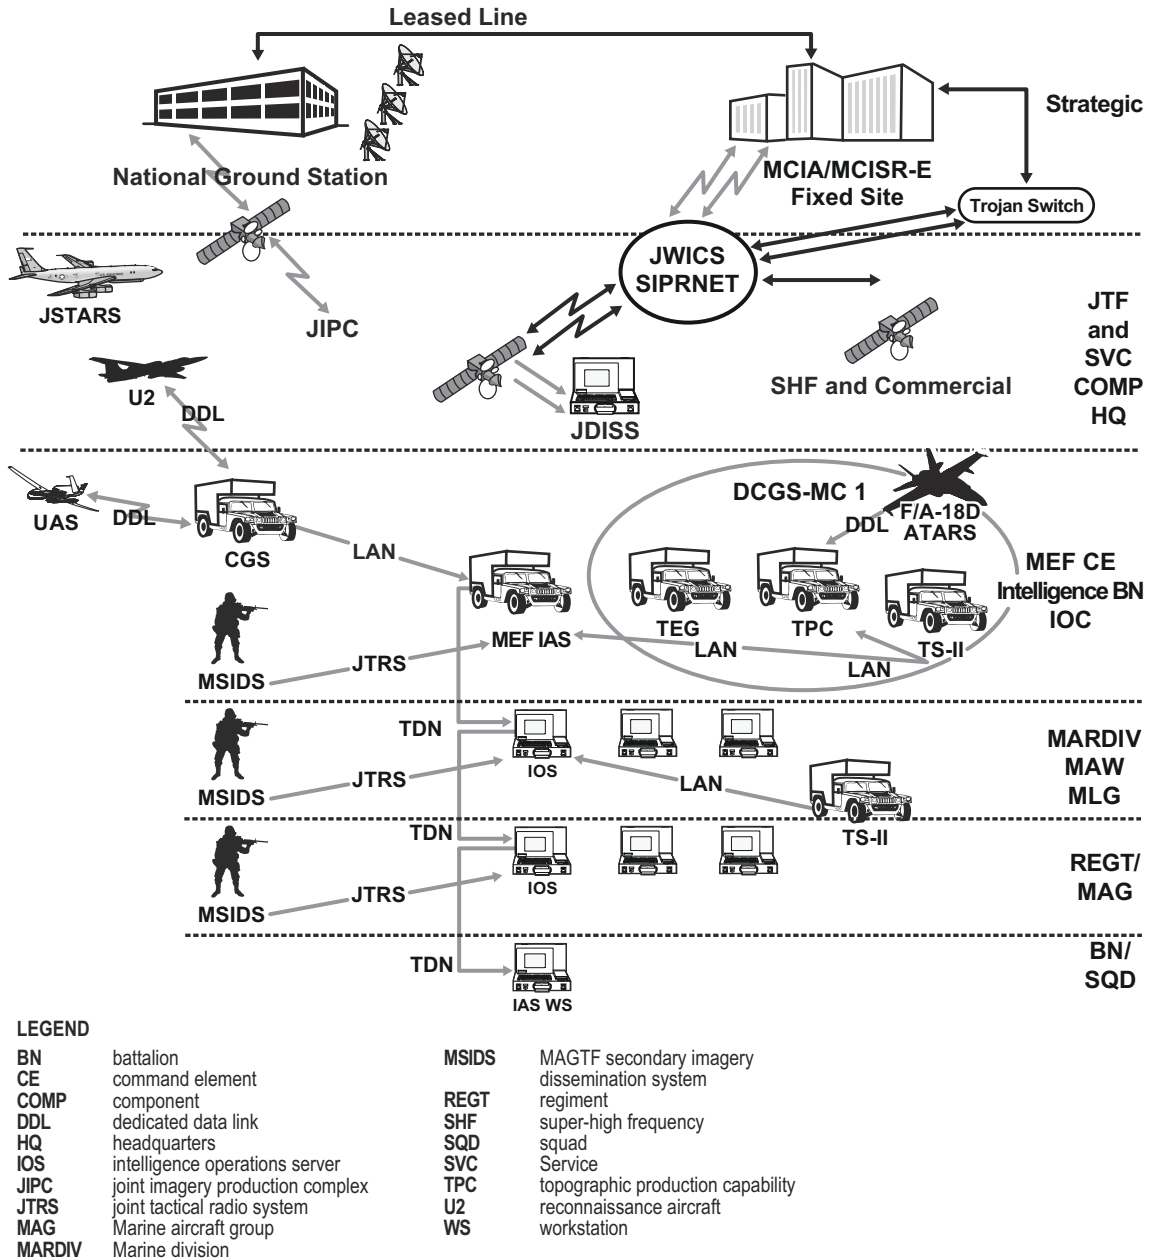 Leased Line
Strategic
National Ground Station
MCIA/MCISR-E
Fixed Site
Trojan Switch
JWICS
SIPRNET
JSTARS
JIPC
JTF
and
SVC
COMP
HQ
U2
DDL
SHF and Commercial
JDISS
DCGS-MC 1
UAS
DDL
CGS
LAN
F/A-18D
ATARS
DDL
MEF CE
Intelligence BN
IOC
TEG
TPC
TS-II
MEF IAS
LAN
LAN
MSIDS
JTRS
TDN
IOS
MARDIV
MAW
MLG
MSIDS
JTRS
LAN
TS-II
TDN
IOS
REGT/
MAG
MSIDS
JTRS
TDN
IAS WS
BN/
SQD
LEGEND
BN battalion
CE command element
COMP component
DDL dedicated data link
HQ headquarters
IOS intelligence operations server
JIPC joint imagery production complex
JTRS joint tactical radio system
MAG Marine aircraft group
MARDIV Marine division
MSIDS MAGTF secondary imagery
dissemination system
REGT regiment
SHF super-high frequency
SQD squad
SVC Service
TPC topographic production capability
U2 reconnaissance aircraft
WS workstation